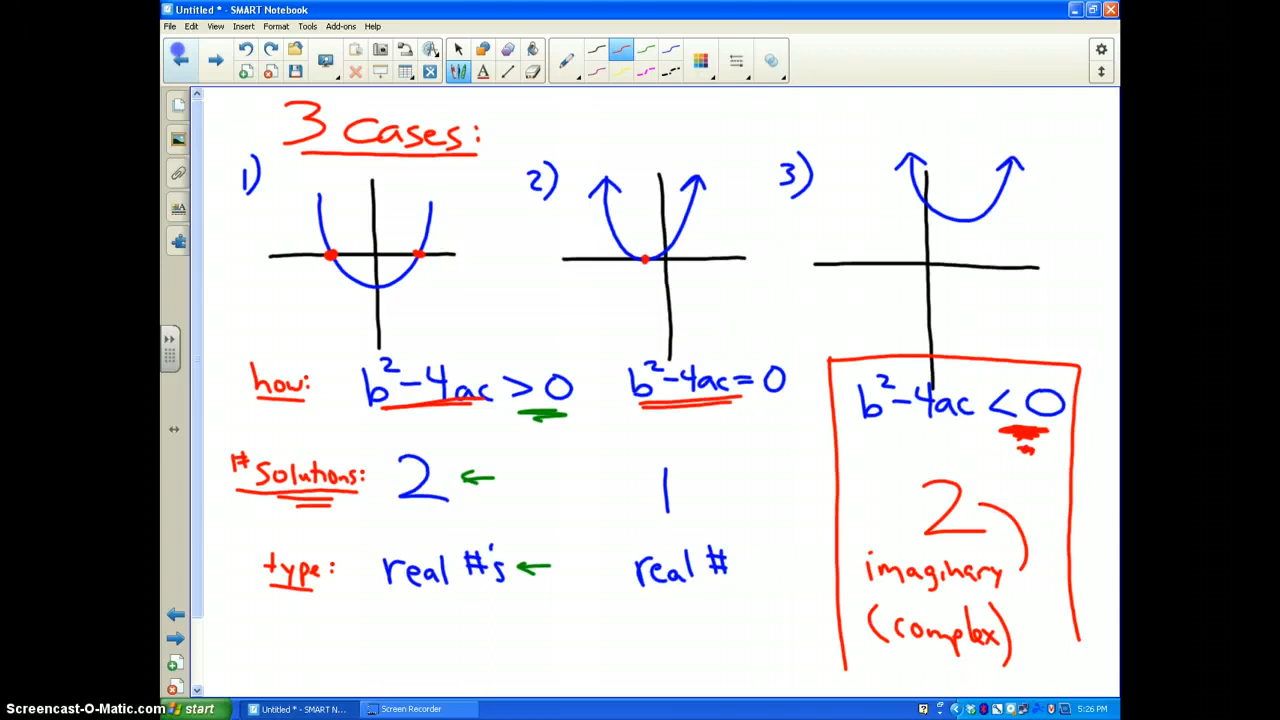 Untitled * - SMART Notebook
File Edit View Insert Format Tools Add-ons Help
3 Cases:
1) 2) 3)
how: b²-4ac > 0 b²-4ac = 0 b²-4ac < 0
# Solutions: 2 1 2
type: real #'s real # imaginary
(complex)
Screencast-O-Matic.com start Untitled * - SMART N... Screen Recorder 5:26 PM